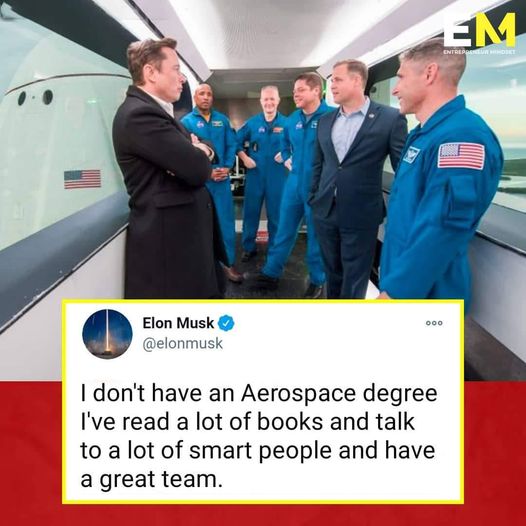 EM
ENTREPRENEUR MINDSET
Elon Musk
@elonmusk
I don't have an Aerospace degree
I've read a lot of books and talk
to a lot of smart people and have
a great team.